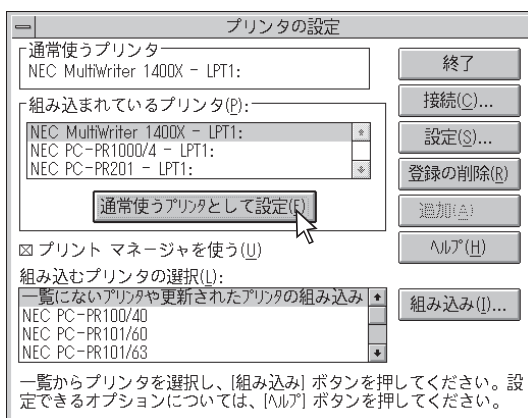 プリンタの設定
通常使うプリンタ
NEC MultiWriter 1400X - LPT1:
組み込まれているプリンタ(P):
NEC MultiWriter 1400X - LPT1:
NEC PC-PR1000/4 - LPT1:
NEC PC-PR201 - LPT1:
通常使うプリンタとして設定(E)
プリント マネージャを使う(U)
組み込むプリンタの選択(L):
一覧にないプリンタや更新されたプリンタの組み込み
NEC PC-PR100/40
NEC PC-PR101/60
NEC PC-PR101/63
終了
接続(C)...
設定(S)...
登録の削除(R)
追加(A)
ヘルプ(H)
組み込み(I)...
一覧からプリンタを選択し、[組み込み] ボタンを押してください。設
定できるオプションについては、[ヘルプ] ボタンを押してください。